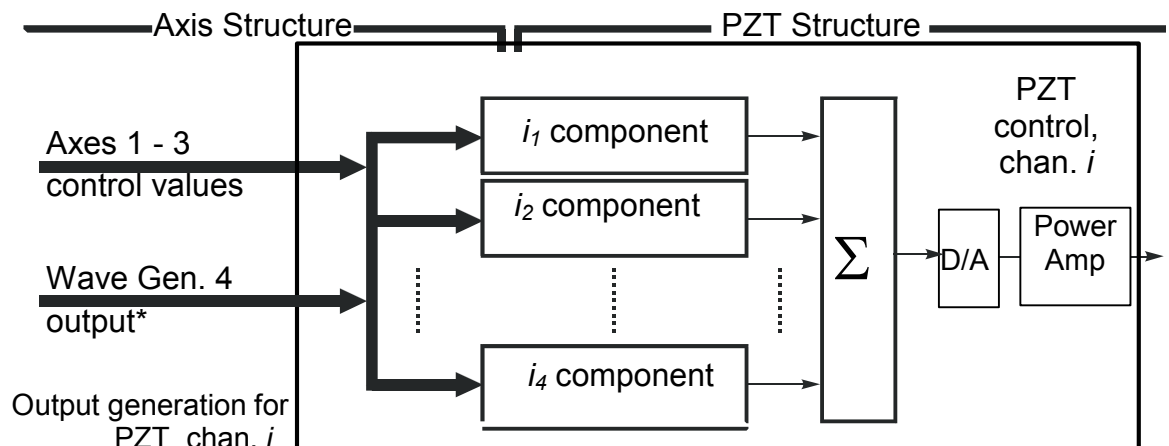 Axis Structure
PZT Structure
Axes 1 - 3
control values
Wave Gen. 4
output*
Output generation for
PZT chan. i
i1 component
i2 component
i4 component
Σ
D/A
Power
Amp
PZT
control,
chan. i